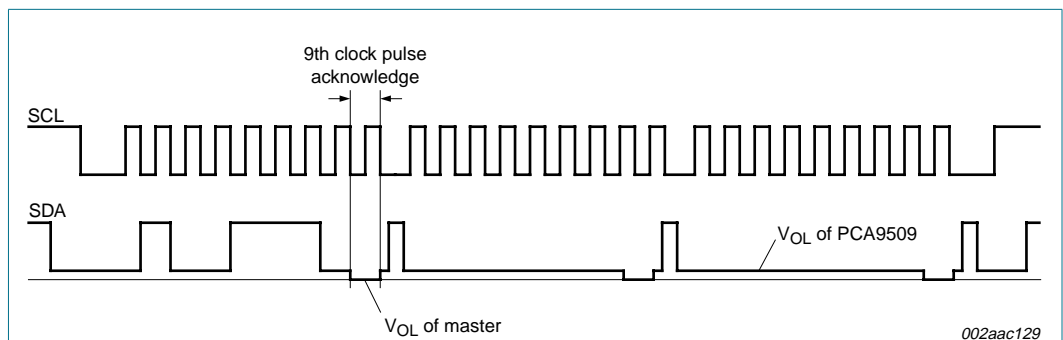 9th clock pulse
acknowledge
SCL
SDA
VOL of PCA9509
VOL of master
002aac129